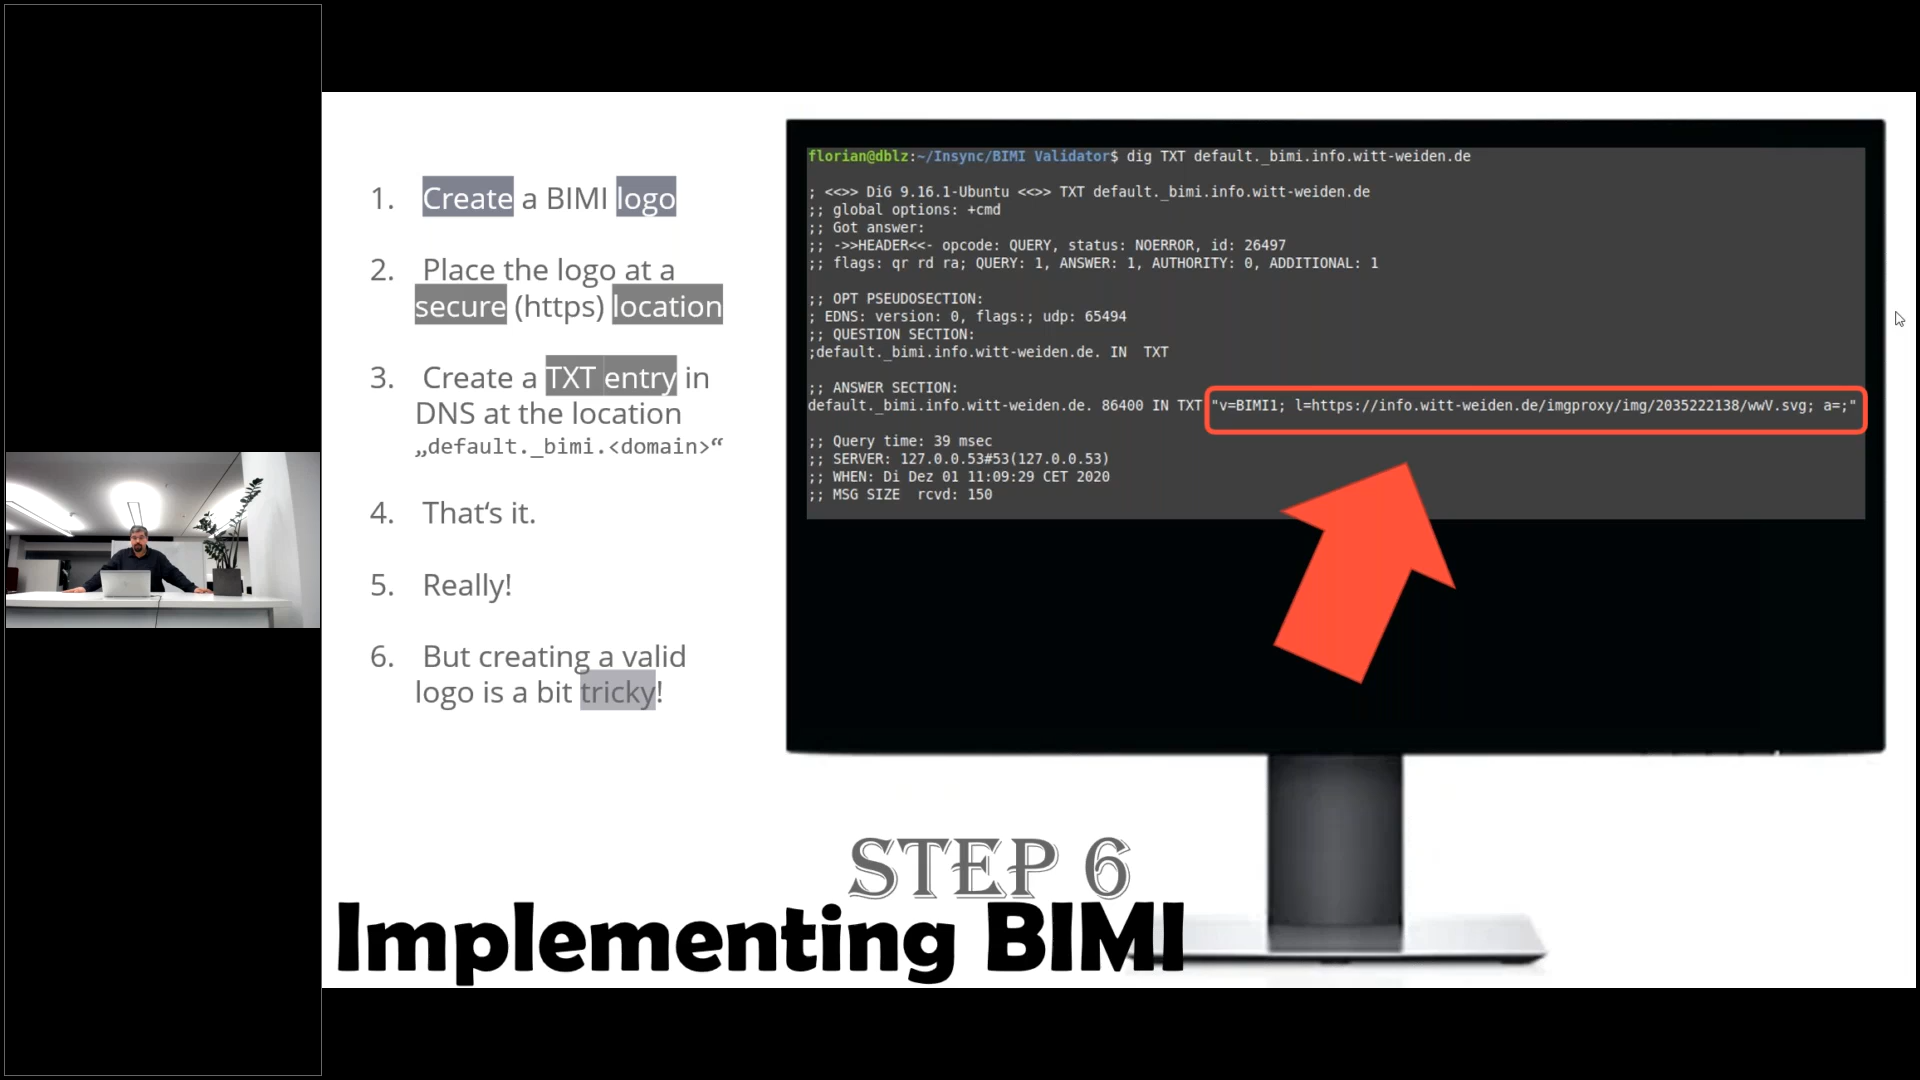 1. Create a BIMI logo
2. Place the logo at a
secure (https) location
3. Create a TXT entry in
DNS at the location
„default._bimi.<domain>“
4. That‘s it.
5. Really!
6. But creating a valid
logo is a bit tricky!
florian@dblz:~/Insync/BIMI Validator$ dig TXT default._bimi.info.witt-weiden.de
; <<>> DiG 9.16.1-Ubuntu <<>> TXT default._bimi.info.witt-weiden.de
;; global options: +cmd
;; Got answer:
;; ->>HEADER<<- opcode: QUERY, status: NOERROR, id: 26497
;; flags: qr rd ra; QUERY: 1, ANSWER: 1, AUTHORITY: 0, ADDITIONAL: 1
;; OPT PSEUDOSECTION:
; EDNS: version: 0, flags:; udp: 65494
;; QUESTION SECTION:
;default._bimi.info.witt-weiden.de. IN TXT
;; ANSWER SECTION:
default._bimi.info.witt-weiden.de. 86400 IN TXT "v=BIMI1; l=https://info.witt-weiden.de/imgproxy/img/2035222138/wwV.svg; a=;"
;; Query time: 39 msec
;; SERVER: 127.0.0.53#53(127.0.0.53)
;; WHEN: Di Dez 01 11:09:29 CET 2020
;; MSG SIZE rcvd: 150
STEP 6
Implementing BIMI